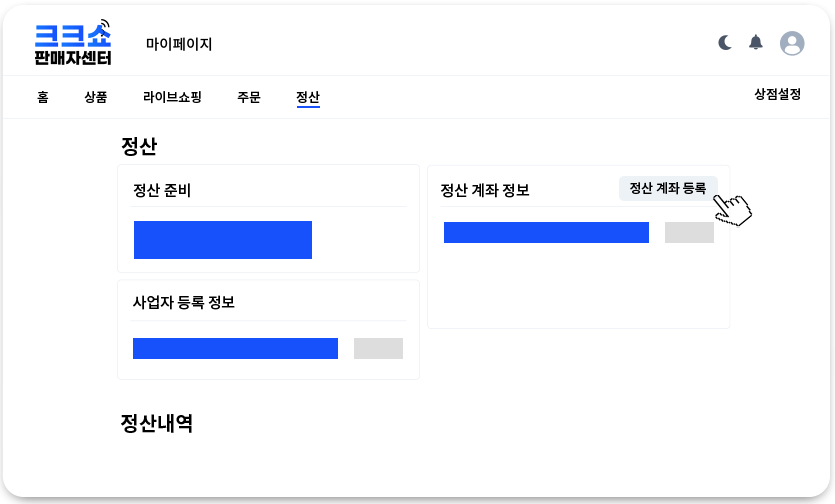 크크쇼
판매자센터
마이페이지
홈 상품 라이브쇼핑 주문 정산 상점설정
정산
정산 준비
정산 계좌 정보 정산 계좌 등록
사업자 등록 정보
정산내역